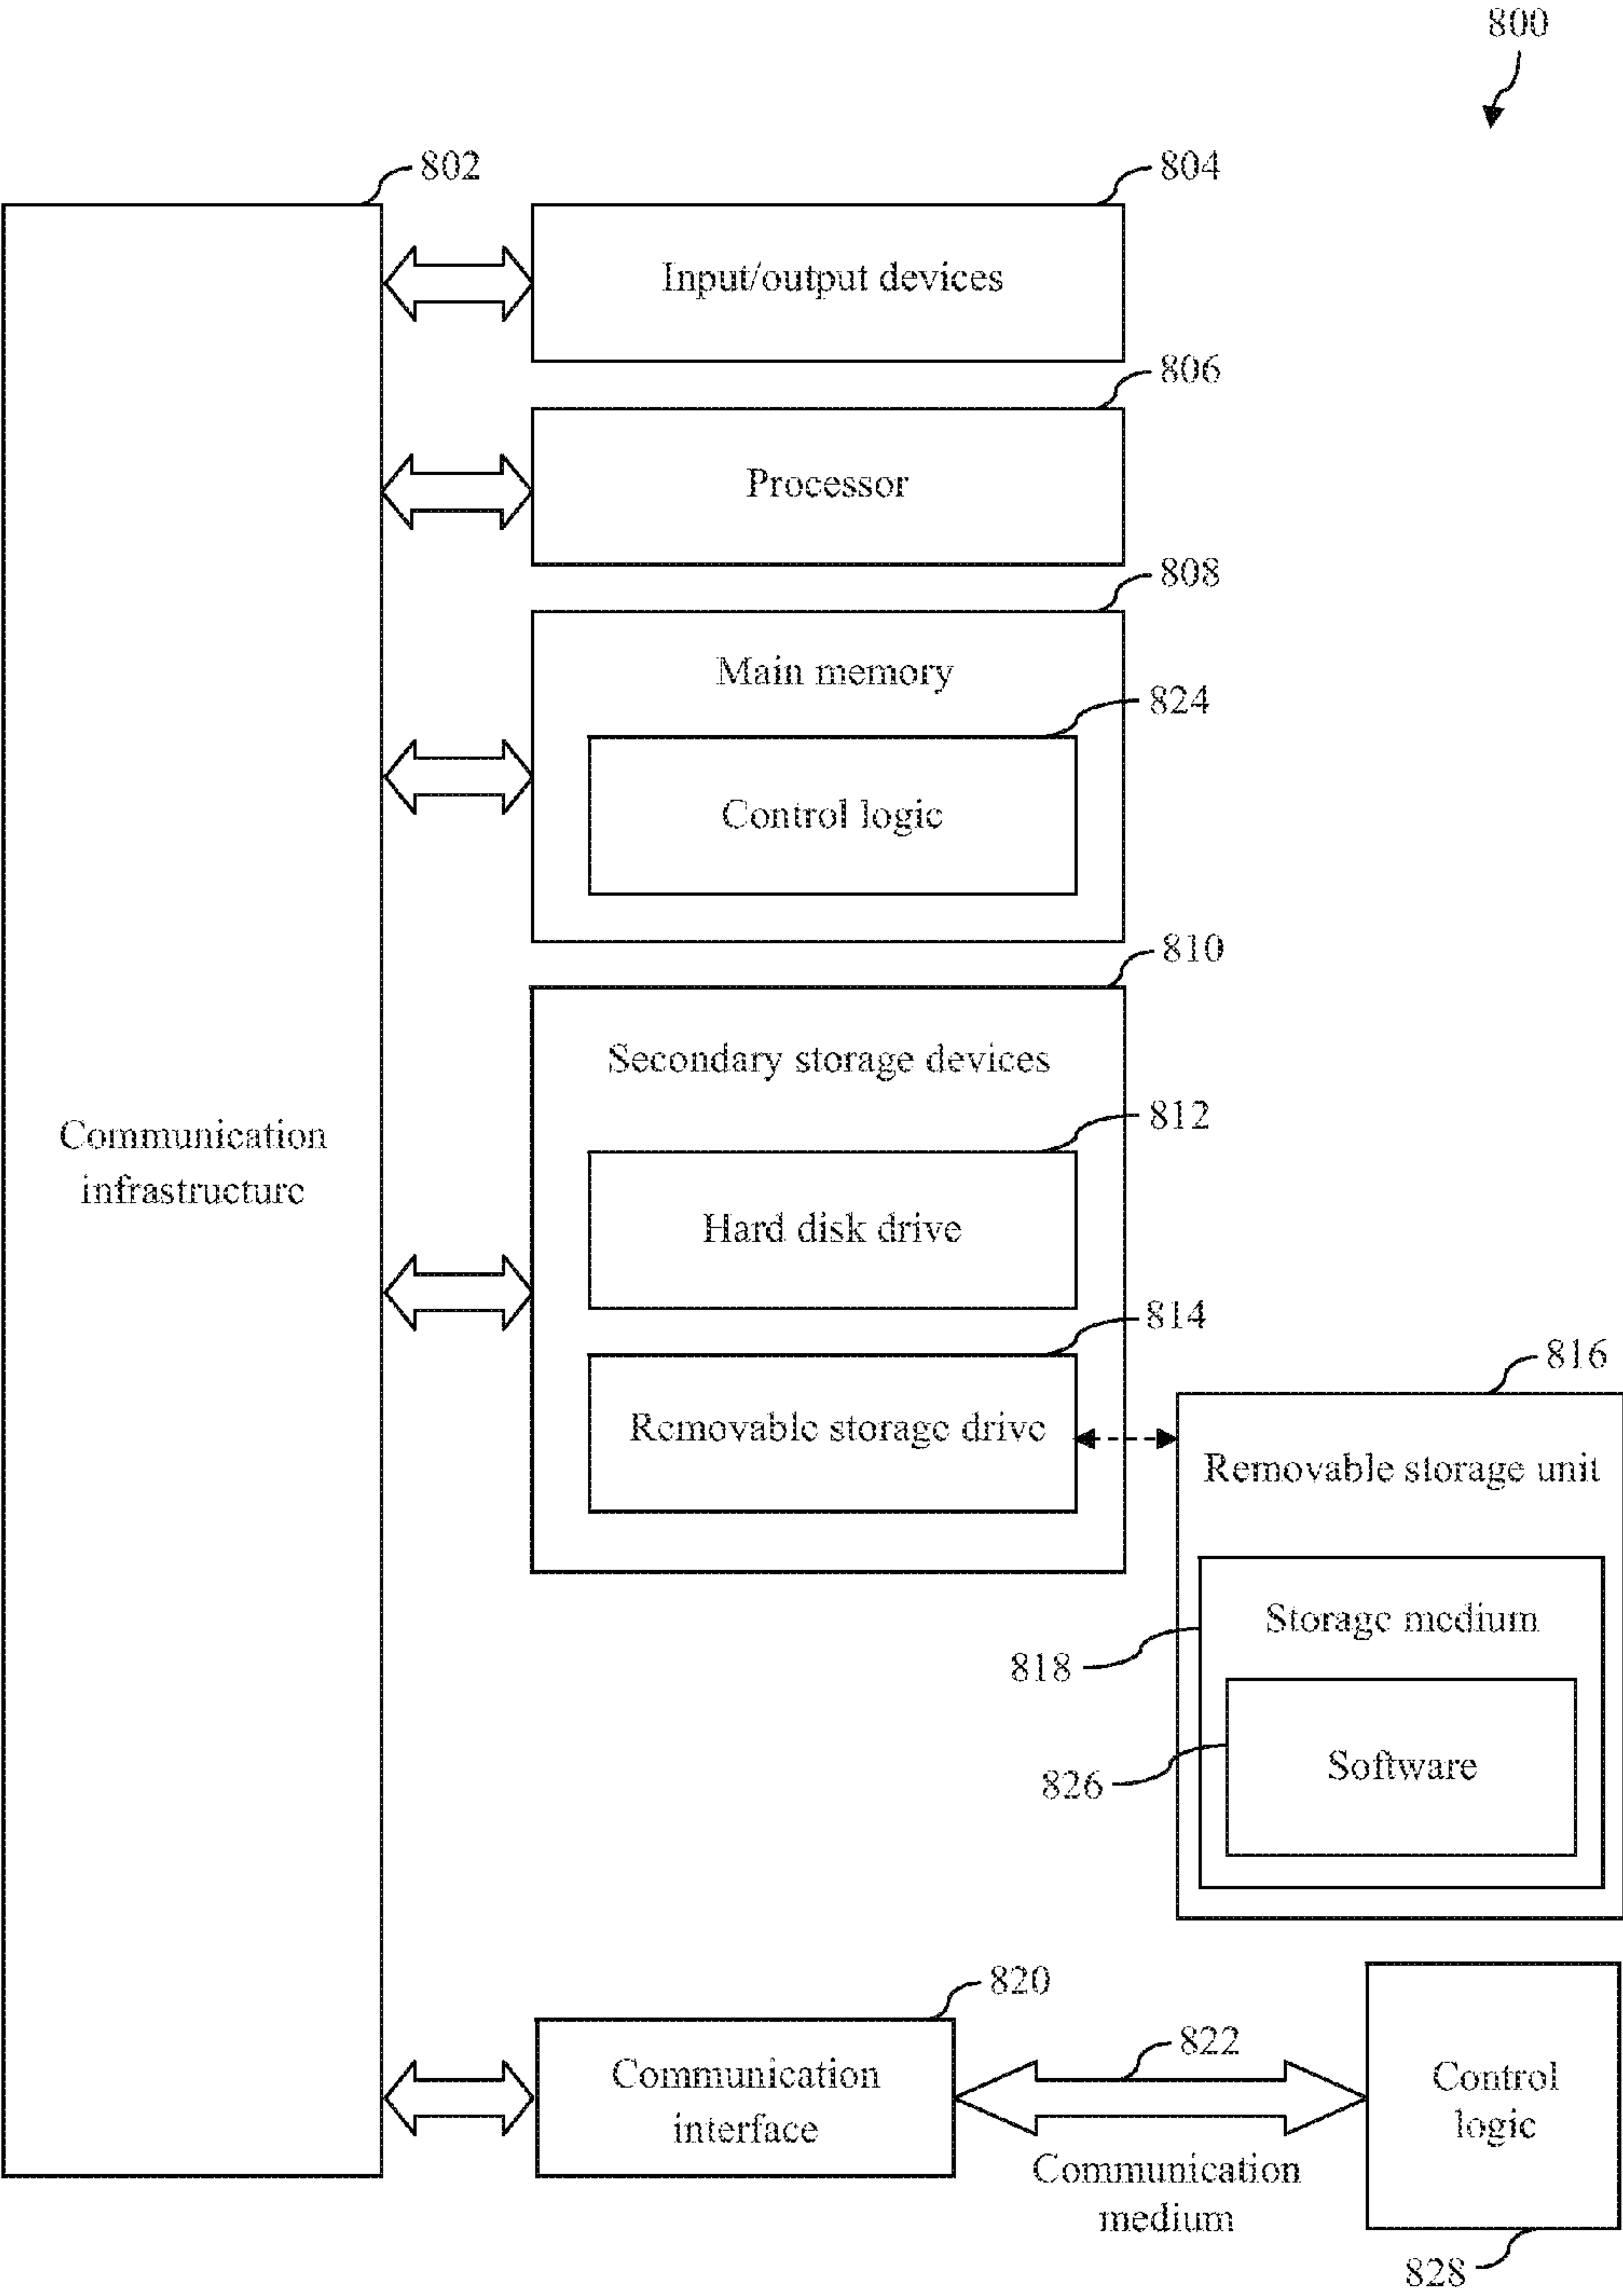 800
802
804
Input/output devices
806
Processor
808
Main memory
824
Control logic
810
Secondary storage devices
812
Communication
infrastructure
Hard disk drive
814
816
Removable storage drive
Removable storage unit
Storage medium
818
Software
826
820
822
Communication
interface
Control
logic
Communication
medium
828